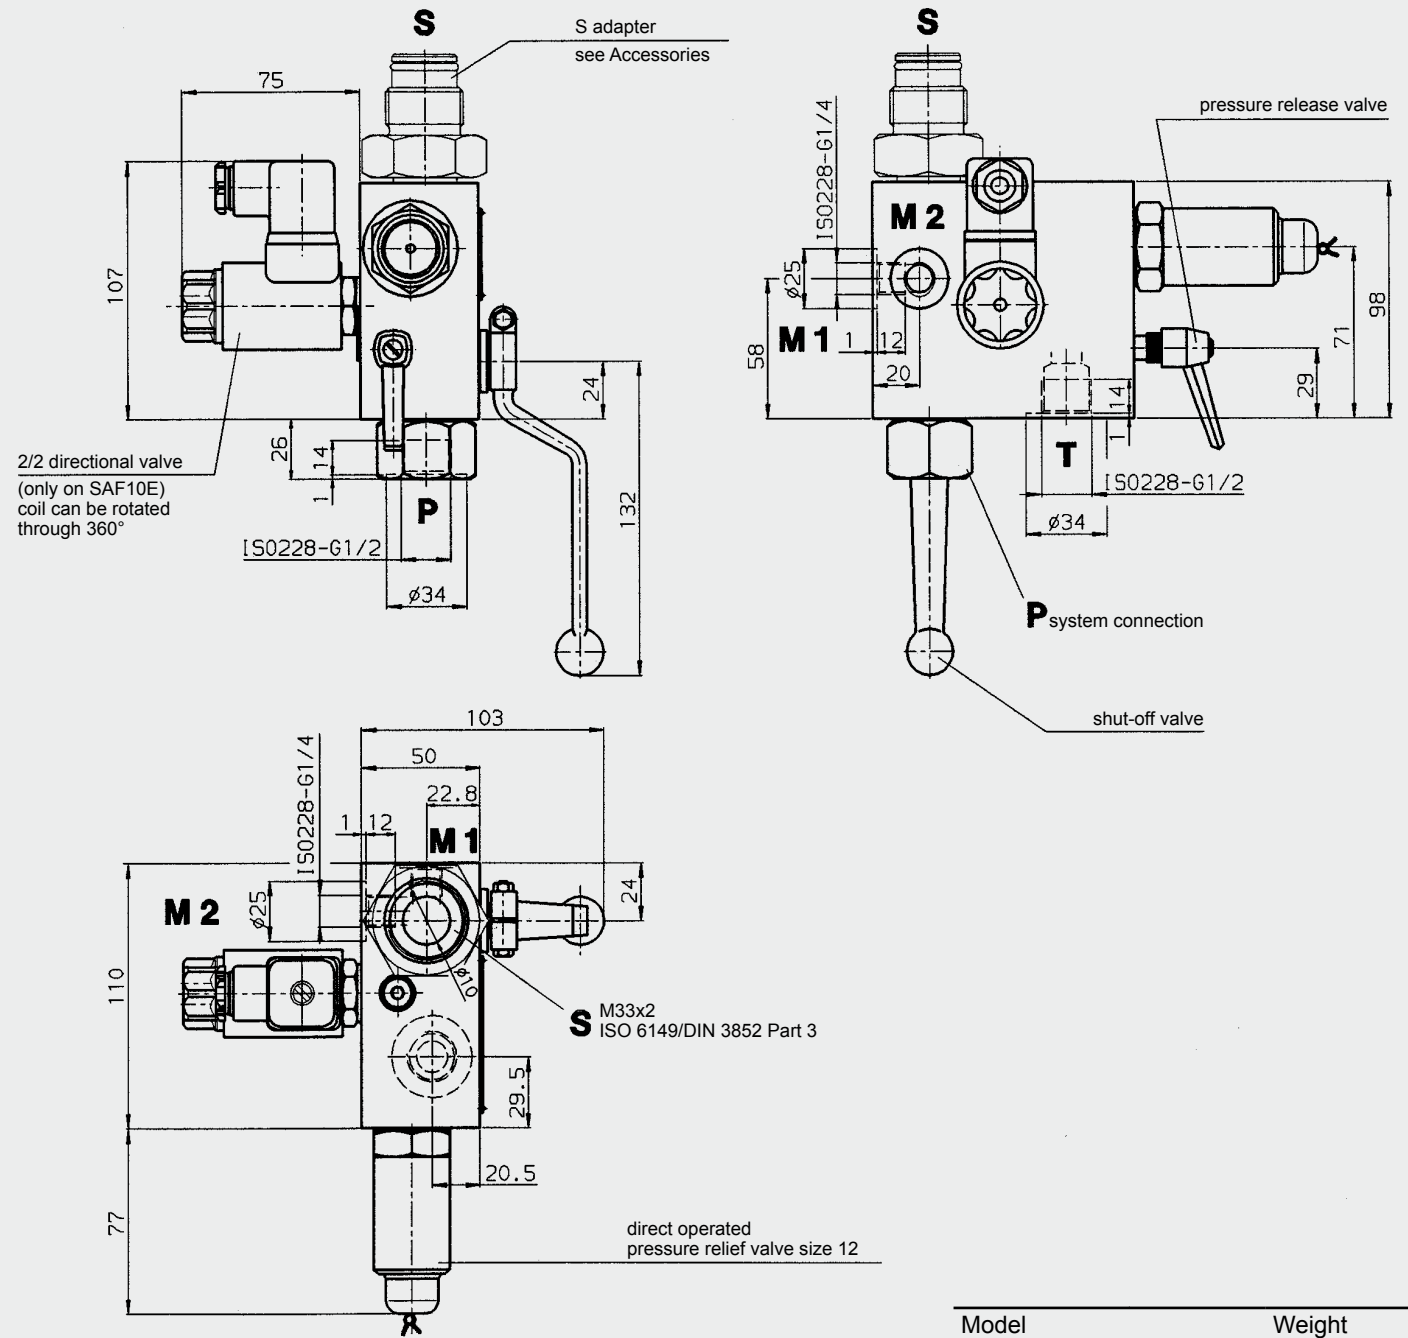 S
S adapter
see Accessories
75
107
24
26
14
1
132
P
ISO228-G1/2
ø34
2/2 directional valve
(only on SAF10E)
coil can be rotated
through 360°
S
pressure release valve
ISO228-G1/4
M 2
ø25
M 1
58
1
12
20
98
71
29
14
1
T
ISO228-G1/2
ø34
P system connection
shut-off valve
103
50
22.8
ISO228-G1/4
1
12
M 1
24
M 2
ø25
110
ø10
S M33x2
ISO 6149/DIN 3852 Part 3
29.5
20.5
77
direct operated
pressure relief valve size 12
Model Weight